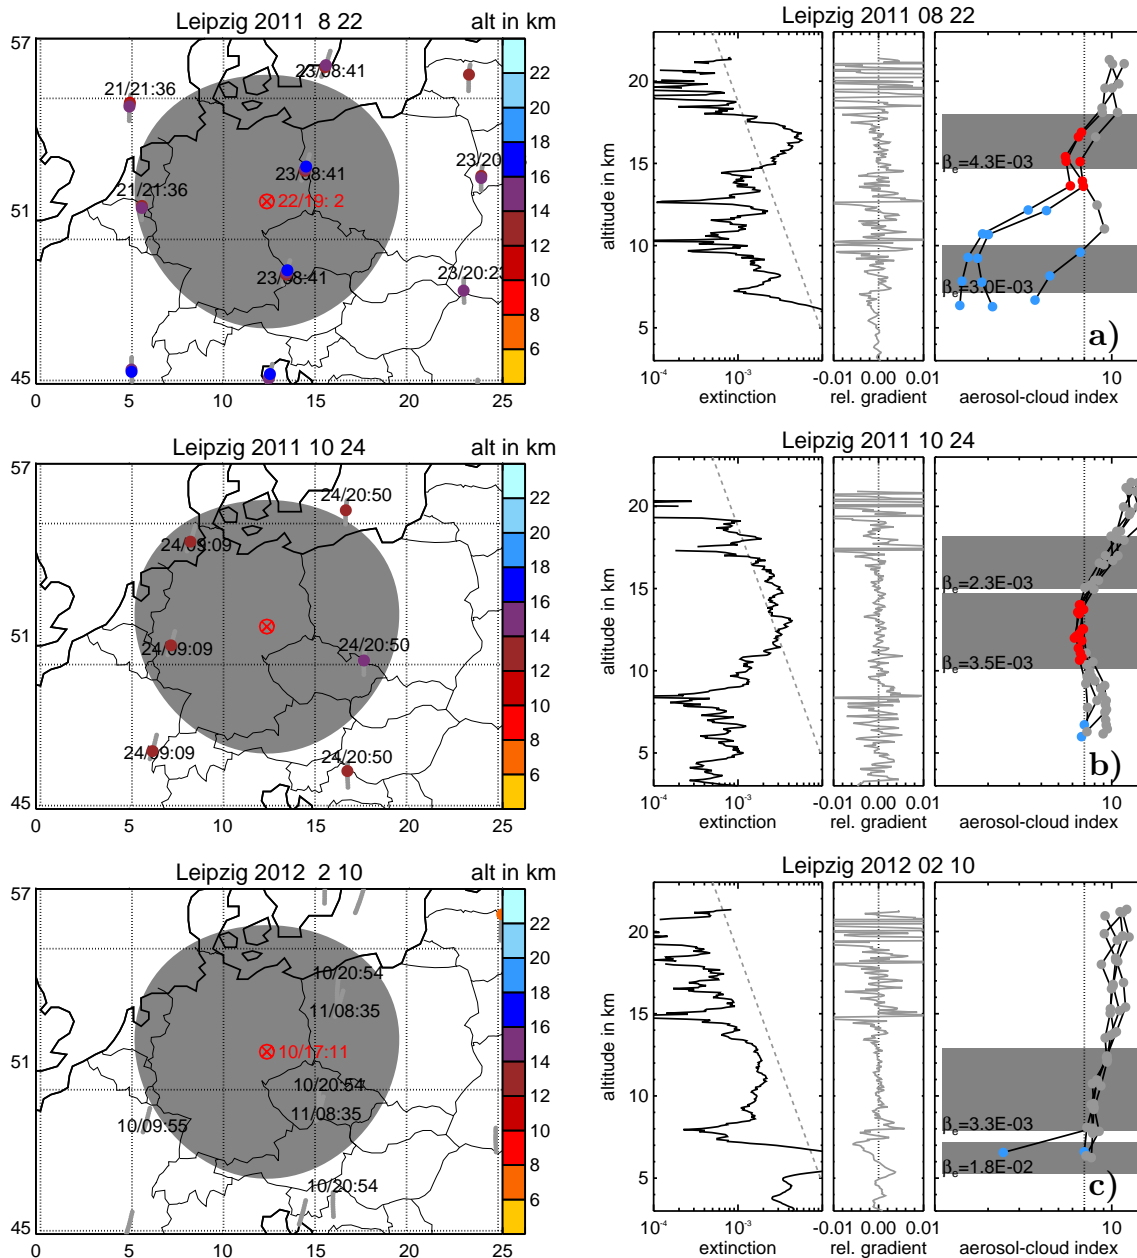 Leipzig 2011 8 22 alt in km
57
51
45
0 5 10 15 20 25
22
20
18
16
14
12
10
8
6
23/08:41
21/21:36
23/08:41
23/20
21/21:36
22/19: 2
23/08:41
23/20:23
Leipzig 2011 08 22
altitude in km
20
15
10
5
10-4 10-3 -0.01 0.00 0.01 10
extinction rel. gradient aerosol-cloud index
βe=4.3E-03
βe=3.0E-03
a)
Leipzig 2011 10 24 alt in km
57
51
45
0 5 10 15 20 25
22
20
18
16
14
12
10
8
6
24/20:50
24/09:09
24/09:09
24/20:50
24/09:09
24/20:50
Leipzig 2011 10 24
altitude in km
20
15
10
5
10-4 10-3 -0.01 0.00 0.01 10
extinction rel. gradient aerosol-cloud index
βe=2.3E-03
βe=3.5E-03
b)
Leipzig 2012 2 10 alt in km
57
51
45
0 5 10 15 20 25
22
20
18
16
14
12
10
8
6
10/20:54
11/08:35
10/17:11
10/20:54
11/08:35
10/09:55
10/20:54
Leipzig 2012 02 10
altitude in km
20
15
10
5
10-4 10-3 -0.01 0.00 0.01 10
extinction rel. gradient aerosol-cloud index
βe=3.3E-03
βe=1.8E-02
c)